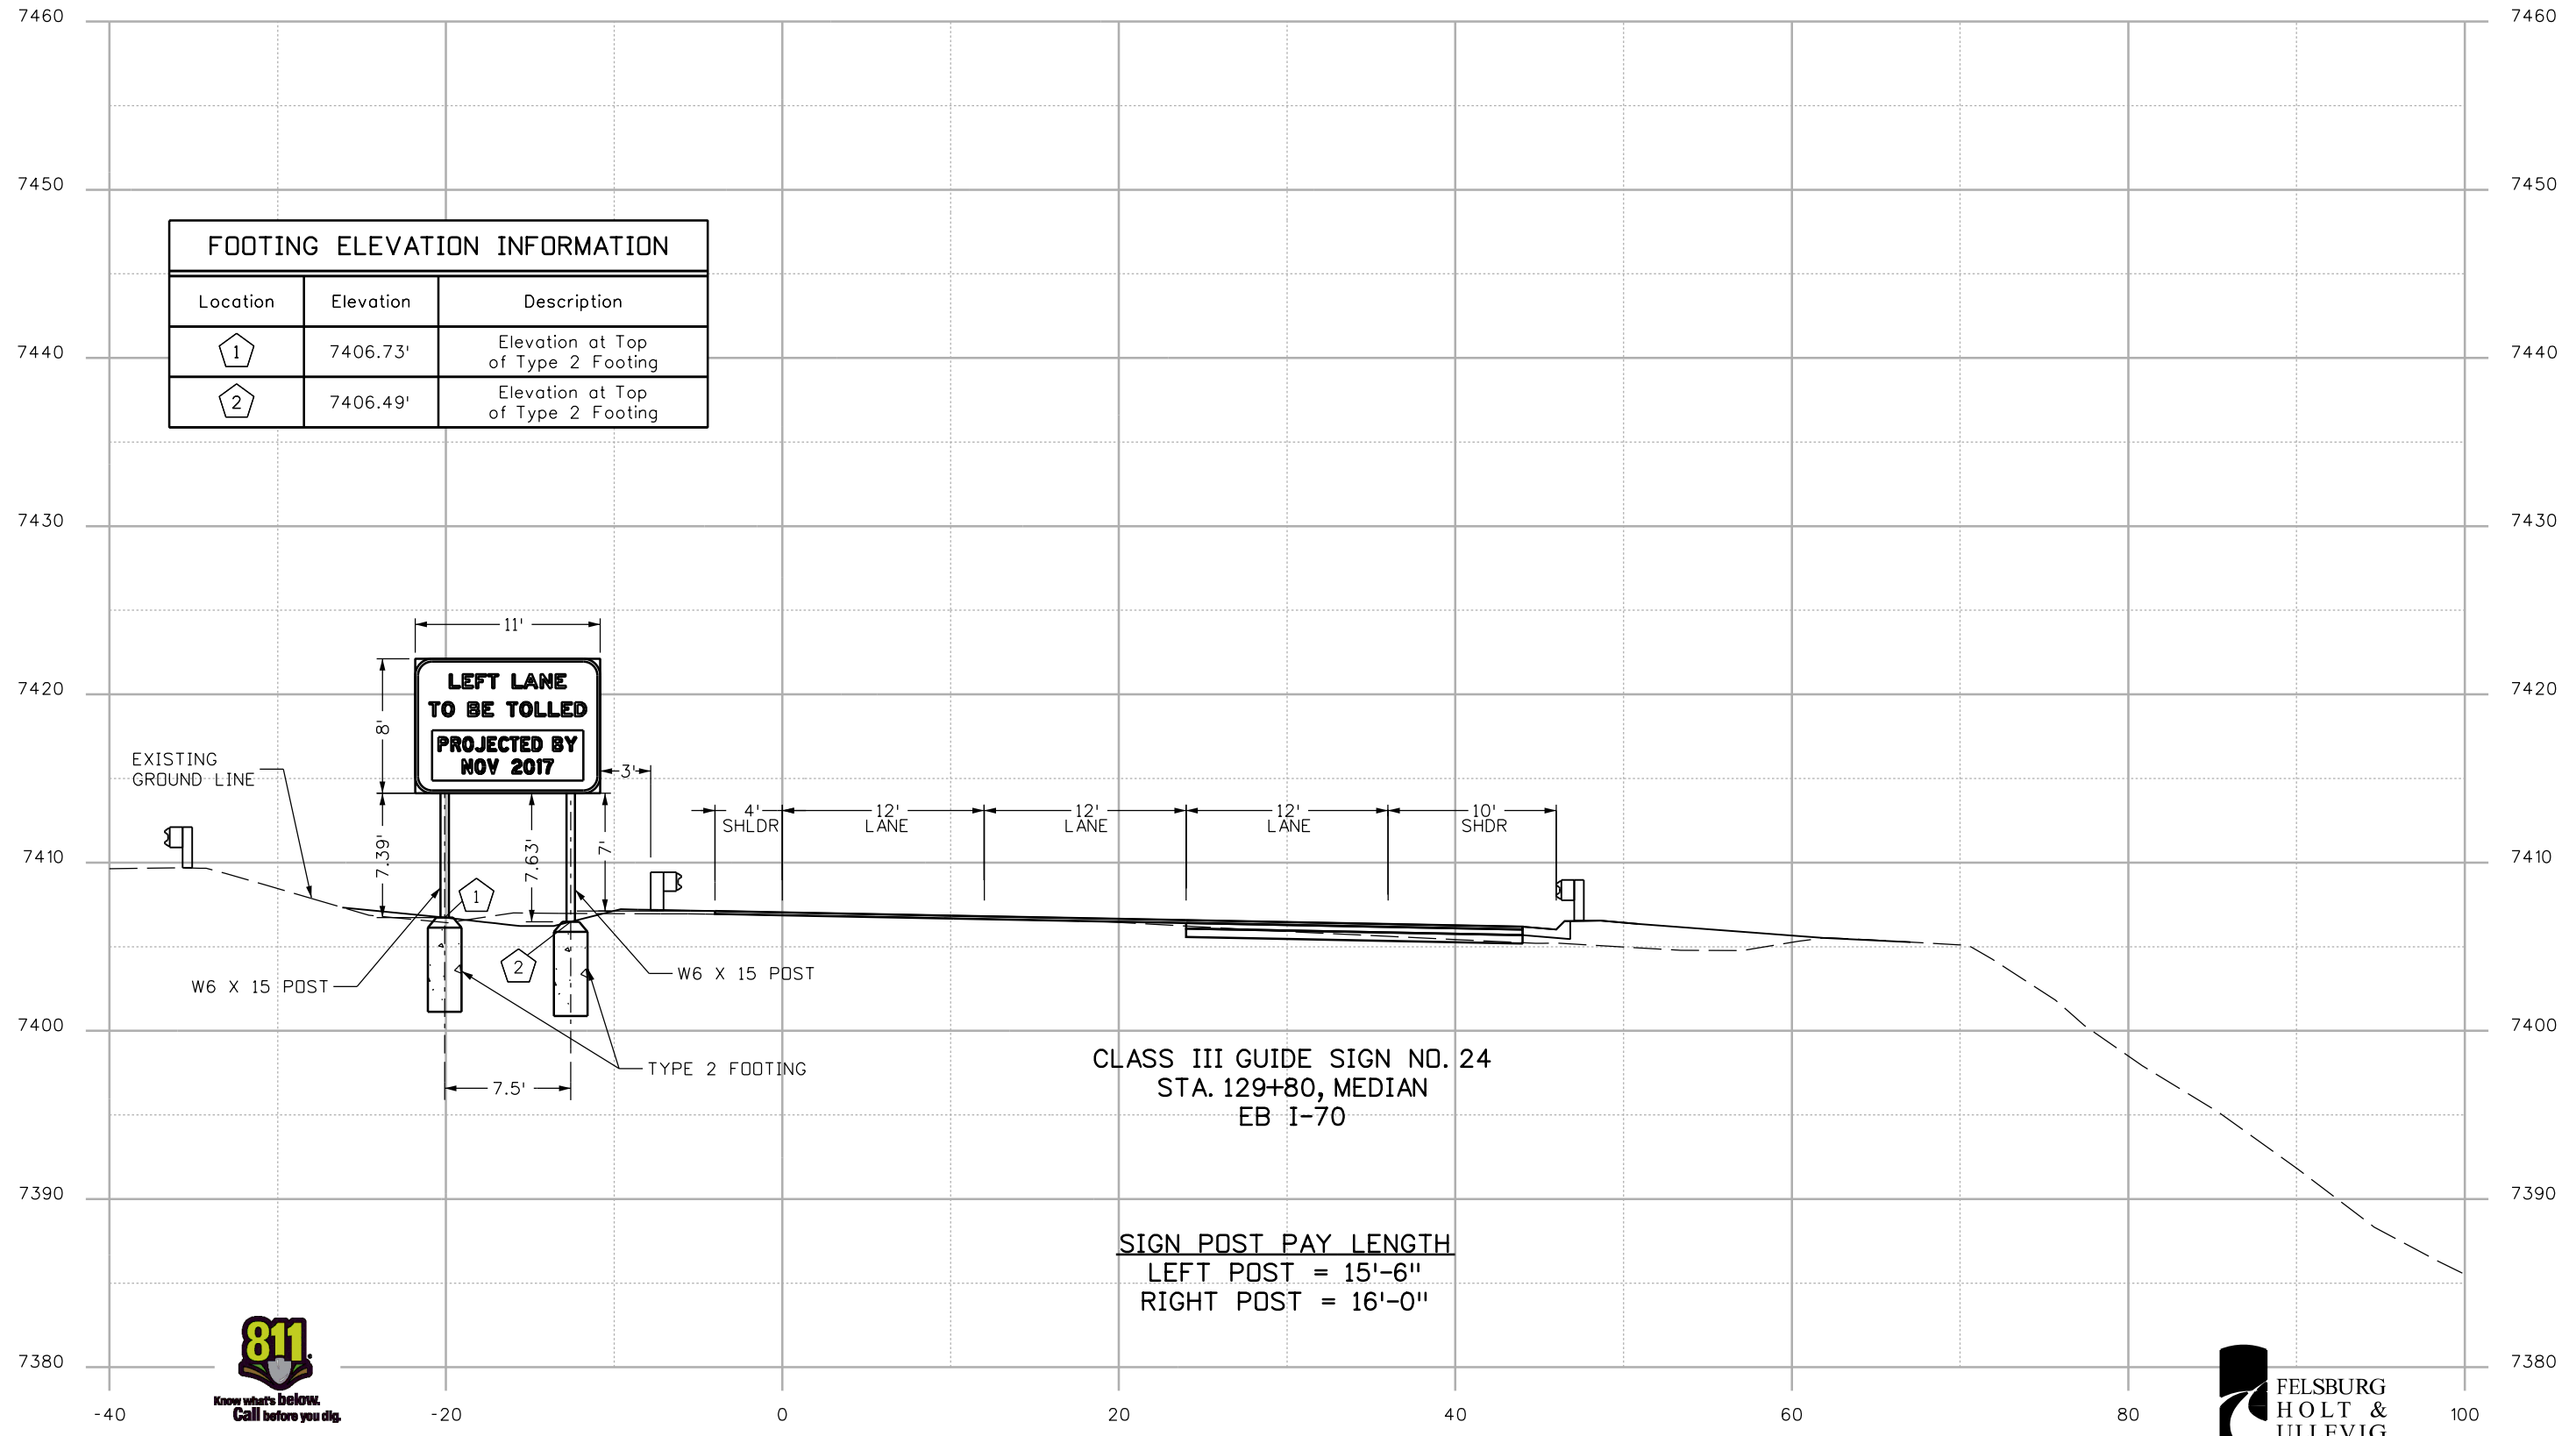 7460
7460
7450
7450
FOOTING ELEVATION INFORMATION
Location Elevation Description
1 7406.73' Elevation at Top
of Type 2 Footing
2 7406.49' Elevation at Top
of Type 2 Footing
7440
7440
7430
7430
11'
7420
7420
LEFT LANE
TO BE TOLLED
PROJECTED BY
NOV 2017
8'
3'
EXISTING
GROUND LINE
4'
SHLDR
12'
LANE
12'
LANE
12'
LANE
10'
SHDR
7410
7410
7.39'
7.63'
7'
1
2
W6 X 15 POST
W6 X 15 POST
7400
7400
TYPE 2 FOOTING
7.5'
CLASS III GUIDE SIGN NO. 24
STA. 129+80, MEDIAN
EB I-70
7390
7390
SIGN POST PAY LENGTH
LEFT POST = 15'-6"
RIGHT POST = 16'-0"
7380
7380
811
Know what's below.
Call before you dig.
FELSBURG
HOLT &
ULLEVIG
-40 -20 0 20 40 60 80 100